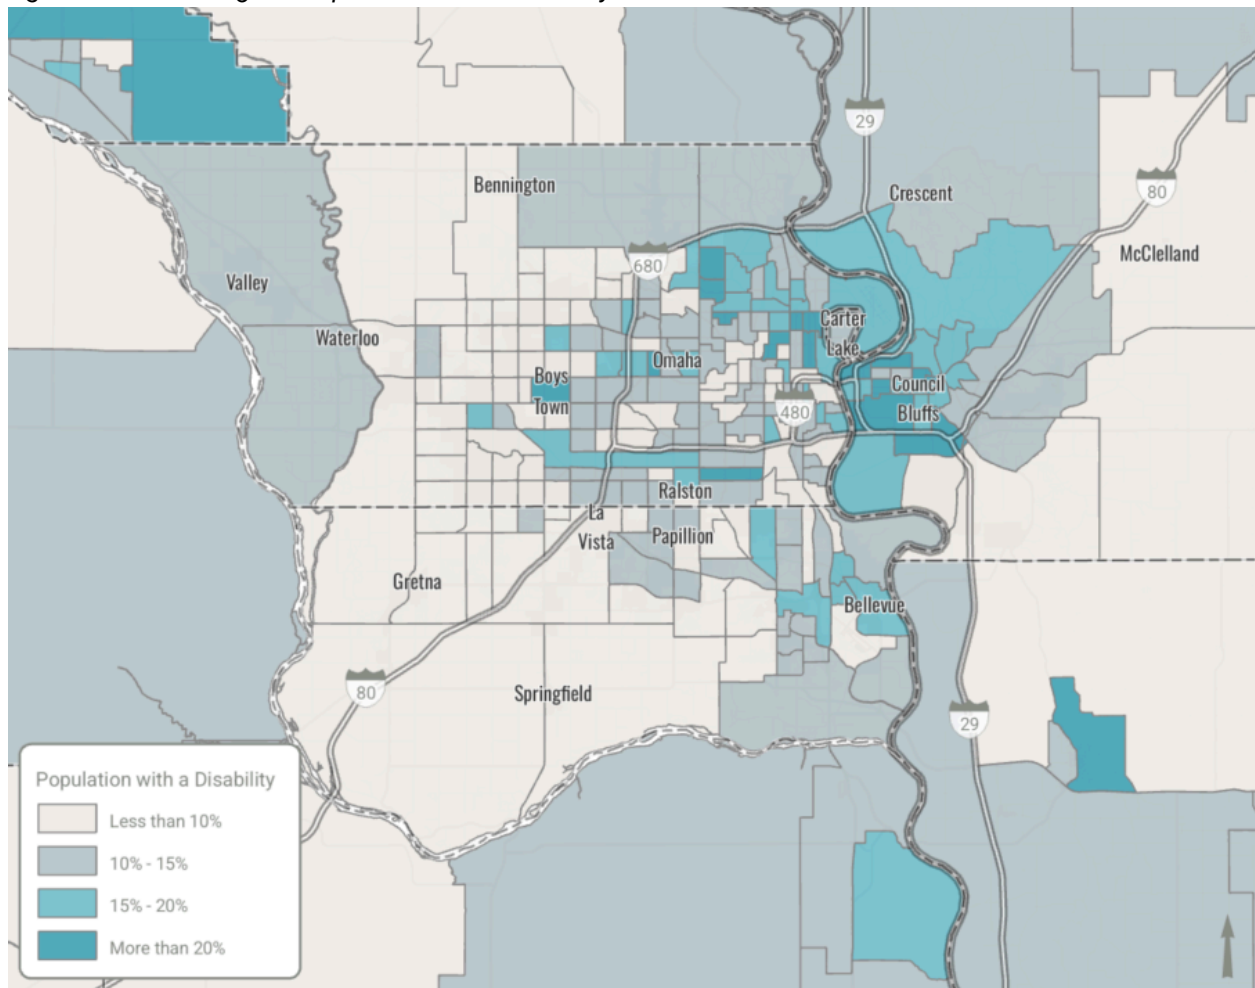 29
Crescent
80
Bennington
McClelland
680
Valley
Waterloo
Carter
Lake
Omaha
Boys
Town
Council
Bluffs
480
Ralston
La
Vista
Papillion
Gretna
Bellevue
80
Springfield
29
Population with a Disability
Less than 10%
10% - 15%
15% - 20%
More than 20%